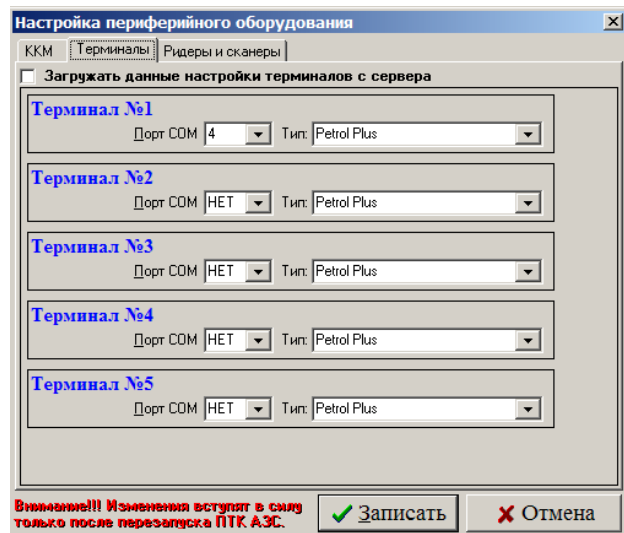 Настройка периферийного оборудования
ККМ Терминалы Ридеры и сканеры
Загружать данные настройки терминалов с сервера
Терминал №1
Порт COM 4 Тип: Petrol Plus
Терминал №2
Порт COM НЕТ Тип: Petrol Plus
Терминал №3
Порт COM НЕТ Тип: Petrol Plus
Терминал №4
Порт COM НЕТ Тип: Petrol Plus
Терминал №5
Порт COM НЕТ Тип: Petrol Plus
Внимание!!! Изменения вступят в силу
только после перезапуска ПТК АЗС.
Записать Отмена